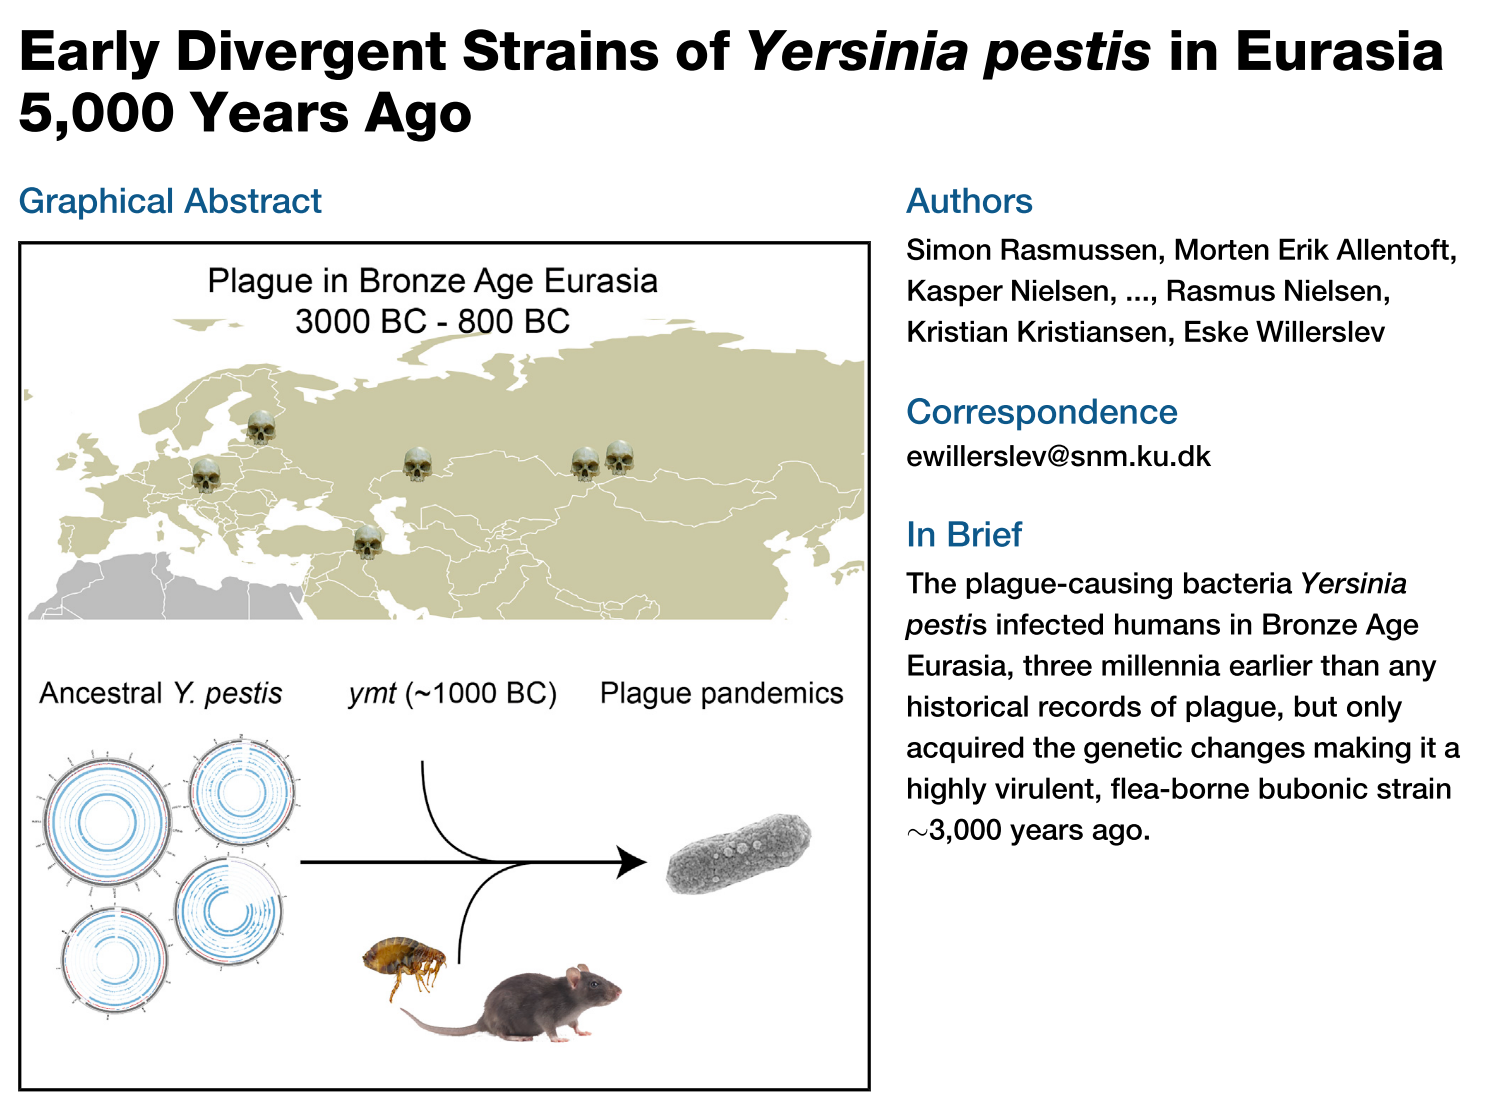 Early Divergent Strains of Yersinia pestis in Eurasia
5,000 Years Ago
Graphical Abstract
Plague in Bronze Age Eurasia
3000 BC - 800 BC
Ancestral Y. pestis
ymt (~1000 BC)
Plague pandemics
Authors
Simon Rasmussen, Morten Erik Allentoft,
Kasper Nielsen, ..., Rasmus Nielsen,
Kristian Kristiansen, Eske Willerslev
Correspondence
ewillerslev@snm.ku.dk
In Brief
The plague-causing bacteria Yersinia
pestis infected humans in Bronze Age
Eurasia, three millennia earlier than any
historical records of plague, but only
acquired the genetic changes making it a
highly virulent, flea-borne bubonic strain
~3,000 years ago.